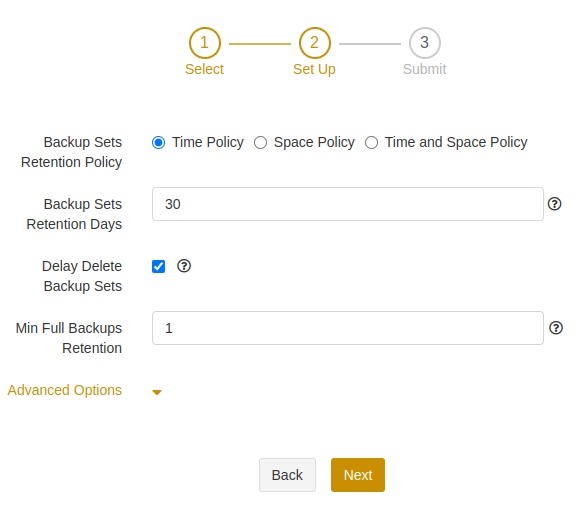 1 2 3
Select Set Up Submit
Backup Sets
Retention Policy
Time Policy Space Policy Time and Space Policy
Backup Sets
Retention Days
30
Delay Delete
Backup Sets
Min Full Backups
Retention
1
Advanced Options
Back Next